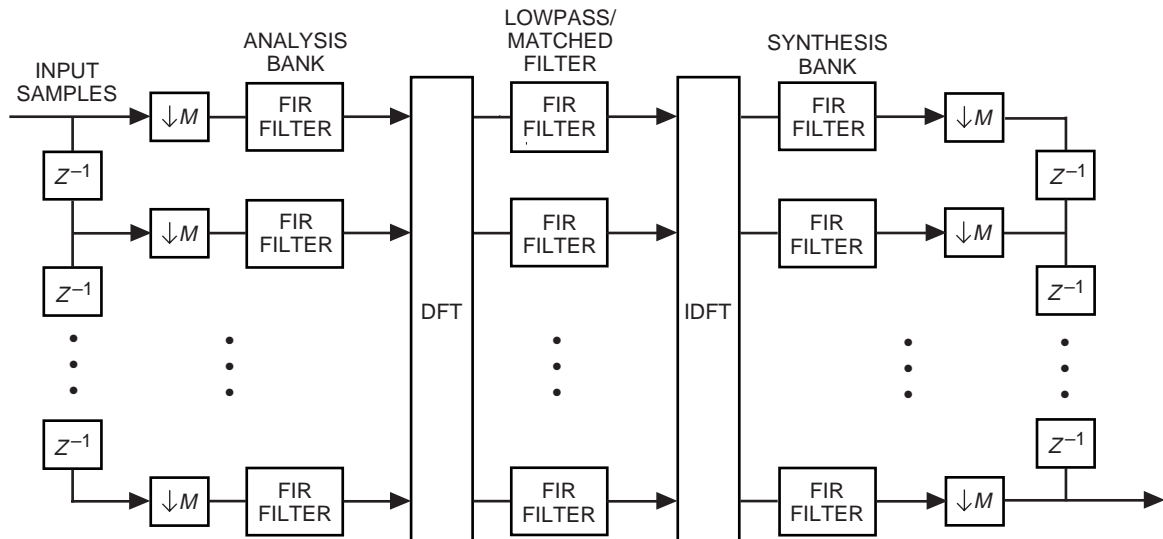 INPUT
SAMPLES
ANALYSIS
BANK
LOWPASS/
MATCHED
FILTER
SYNTHESIS
BANK
↓M
FIR
FILTER
FIR
FILTER
FIR
FILTER
↓M
Z⁻¹
Z⁻¹
↓M
FIR
FILTER
FIR
FILTER
FIR
FILTER
↓M
Z⁻¹
Z⁻¹
DFT
IDFT
Z⁻¹
Z⁻¹
↓M
FIR
FILTER
FIR
FILTER
FIR
FILTER
↓M